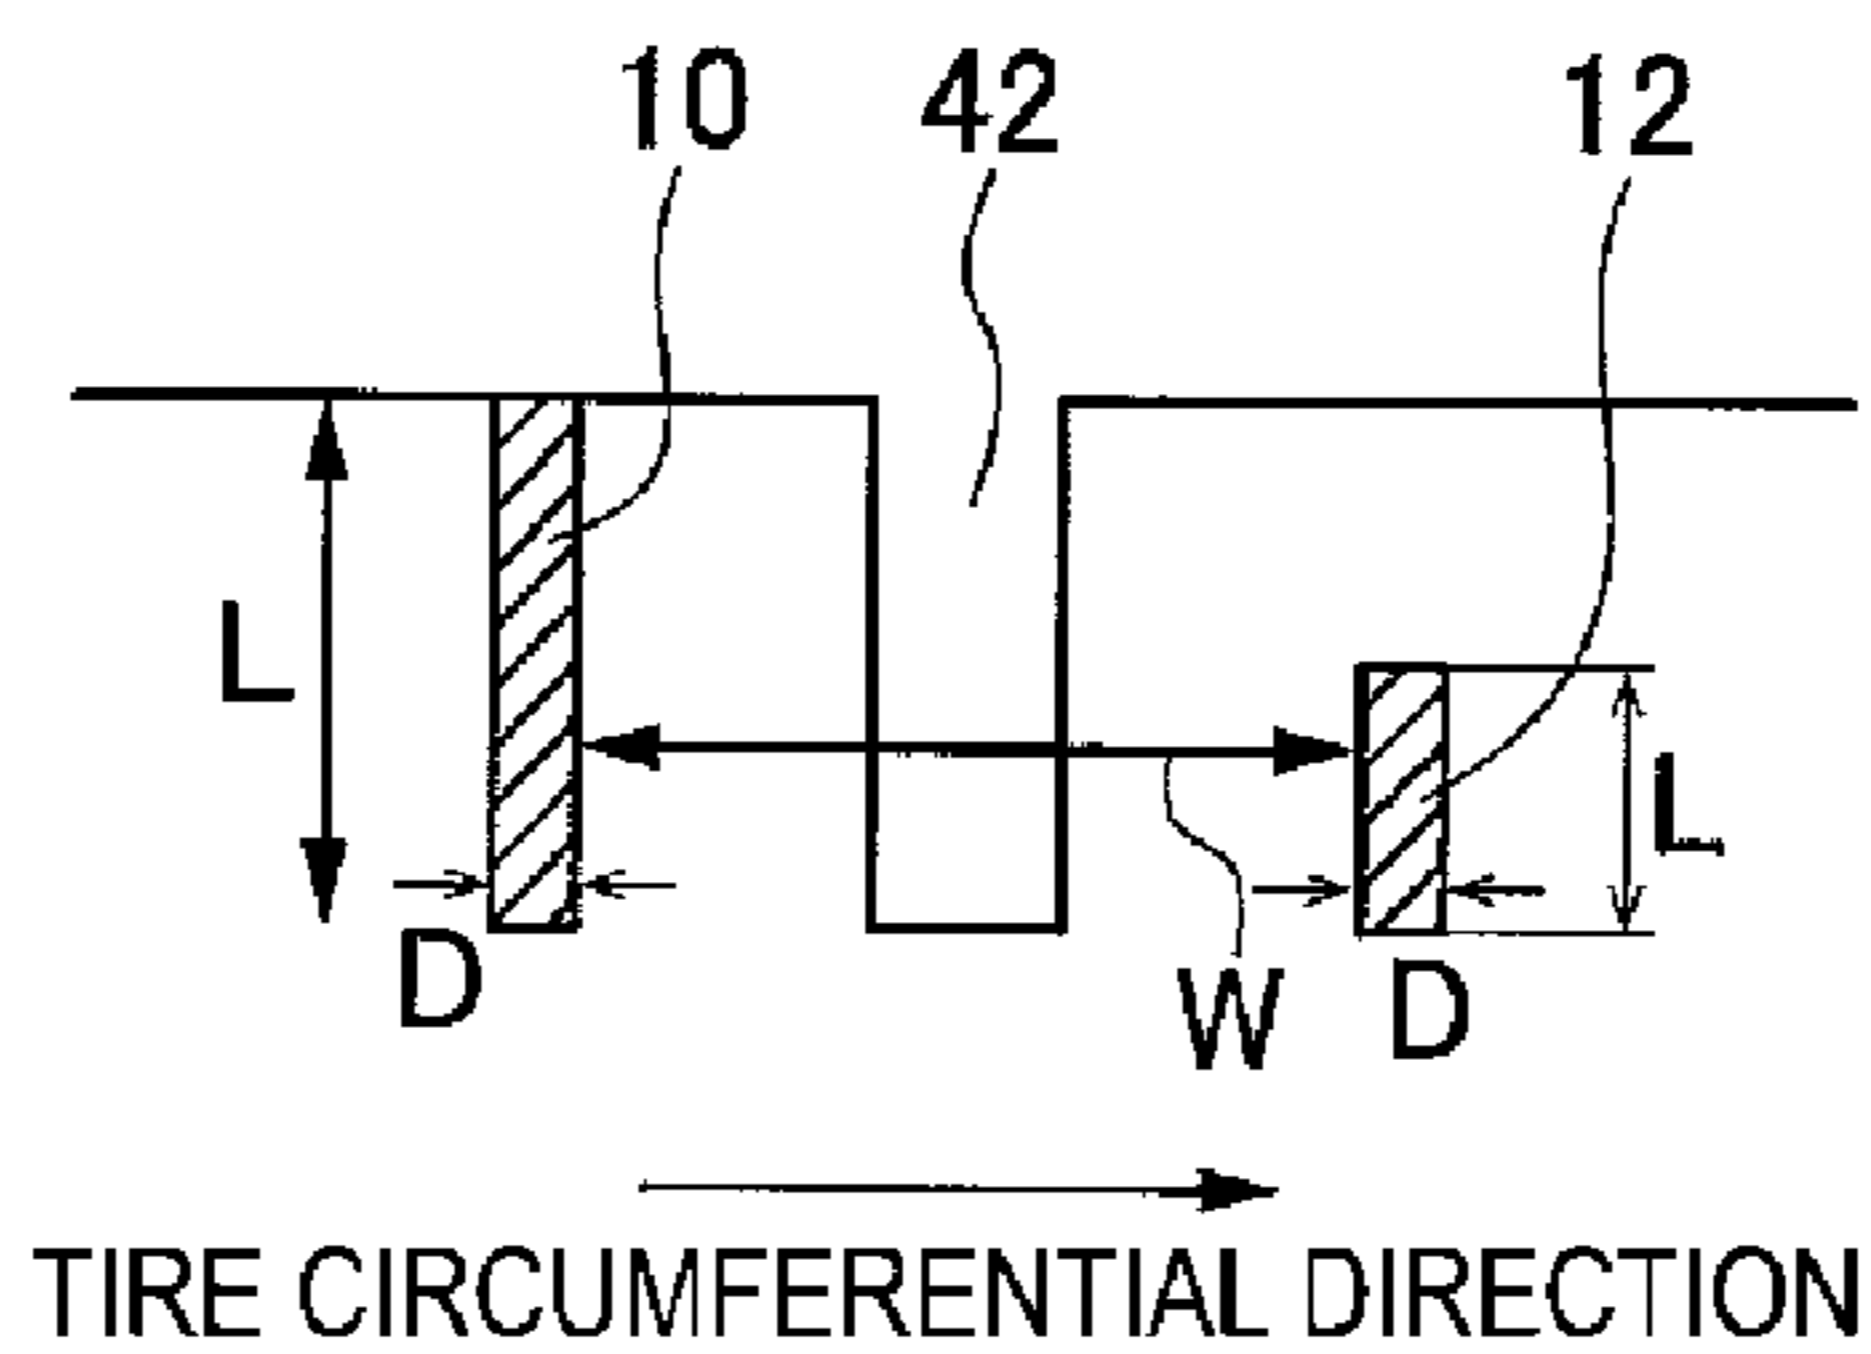 10 42 12
L
L
D
W D
TIRE CIRCUMFERENTIAL DIRECTION